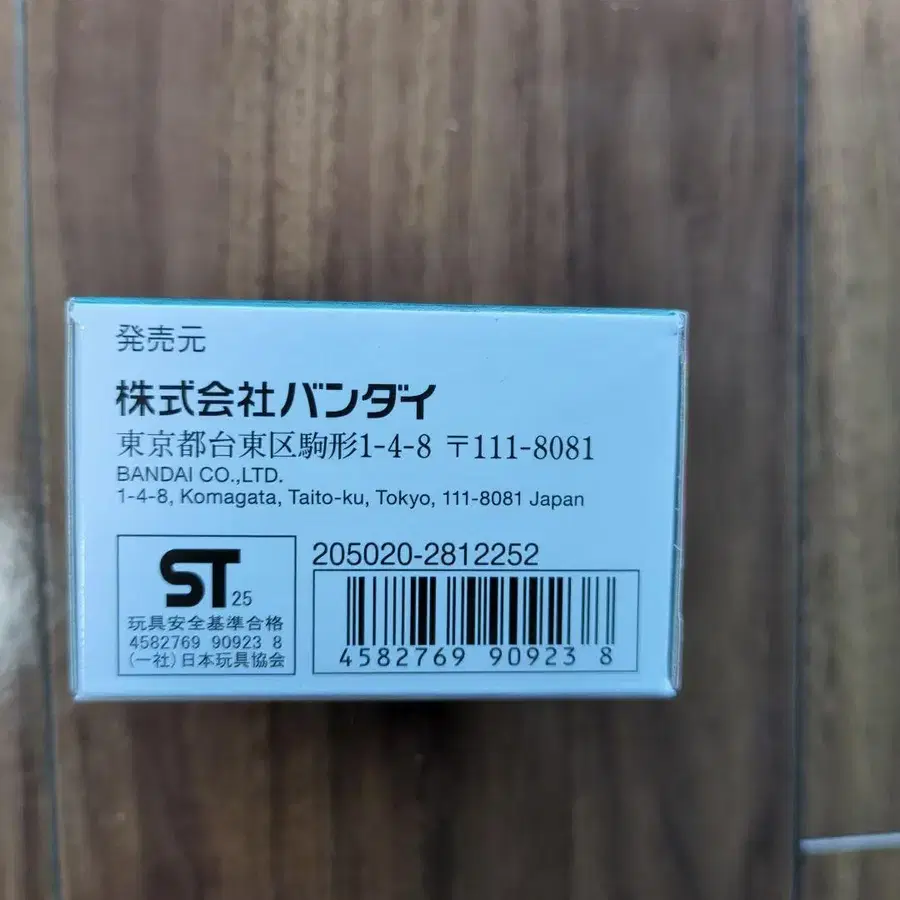 発売元
株式会社バンダイ
東京都台東区駒形1-4-8 〒111-8081
BANDAI CO.,LTD.
1-4-8, Komagata, Taito-ku, Tokyo, 111-8081 Japan
ST 25
玩具安全基準合格
4582769 90923 8
(一社)日本玩具協会
205020-2812252
4582769 90923 8